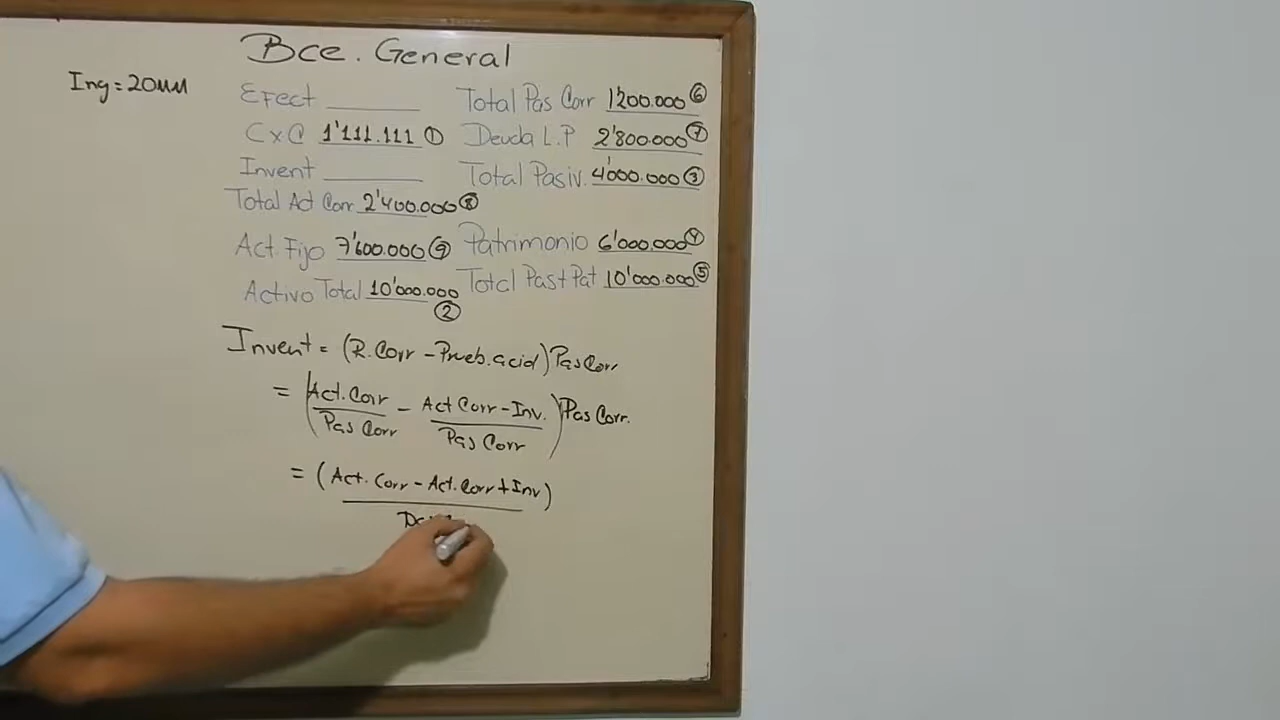 Bce. General
Ing = 20MM
Efect ______ Total Pas Corr 1'200.000 ⑥
CxC 1'111.111 ① Deuda L.P 2'800.000 ⑦
Invent ______ Total Pasiv. 4'000.000 ③
Total Act Corr 2'400.000 ⑧
Act. Fijo 7'600.000 ⑨ Patrimonio 6'000.000 ④
Activo Total 10'000.000 ② Total Pas+Pat 10'000.000 ⑤
Invent = (R. Corr - Prueb. acid) Pas Corr
= (Act. Corr / Pas Corr - Act Corr - Inv. / Pas Corr) Pas Corr.
= (Act. Corr - Act. Corr + Inv)